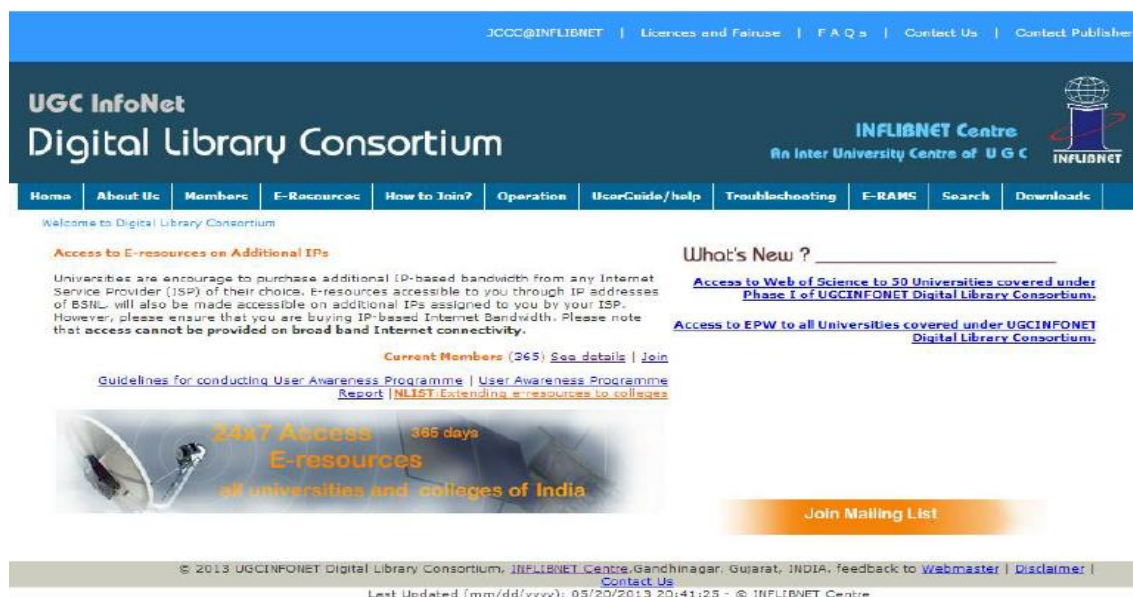 JCCC@INFLIBNET | Licences and Fairuse | F A Q s | Contact Us | Contact Publisher
UGC InfoNet
Digital Library Consortium
INFLIBNET Centre
An Inter University Centre of U G C
INFLIBNET
Home About Us Members E-Resources How to Join? Operation UserGuide/help Troubleshooting E-RAMS Search Downloads
Welcome to Digital Library Consortium
Access to E-resources on Additional IPs
Universities are encourage to purchase additional IP-based bandwidth from any Internet
Service Provider (ISP) of their choice. E-resources accessible to you through IP addresses
of BSNL, will also be made accessible on additional IPs assigned to you by your ISP.
However, please ensure that you are buying IP-based Internet Bandwidth. Please note
that access cannot be provided on broad band Internet connectivity.
Current Members (365) See details | Join
Guidelines for conducting User Awareness Programme | User Awareness Programme
Report |NLIST:Extending e-resources to colleges
24x7 Access 365 days
E-resources
all universities and colleges of India
What's New ?
Access to Web of Science to 50 Universities covered under
Phase I of UGCINFONET Digital Library Consortium.
Access to EPW to all Universities covered under UGCINFONET
Digital Library Consortium.
Join Mailing List
© 2013 UGCINFONET Digital Library Consortium, INFLIBNET Centre,Gandhinagar, Gujarat, INDIA, feedback to Webmaster | Disclaimer |
Contact Us
Last Updated (mm/dd/yyyy): 05/20/2013 20:41:25 - © INFLIBNET Centre